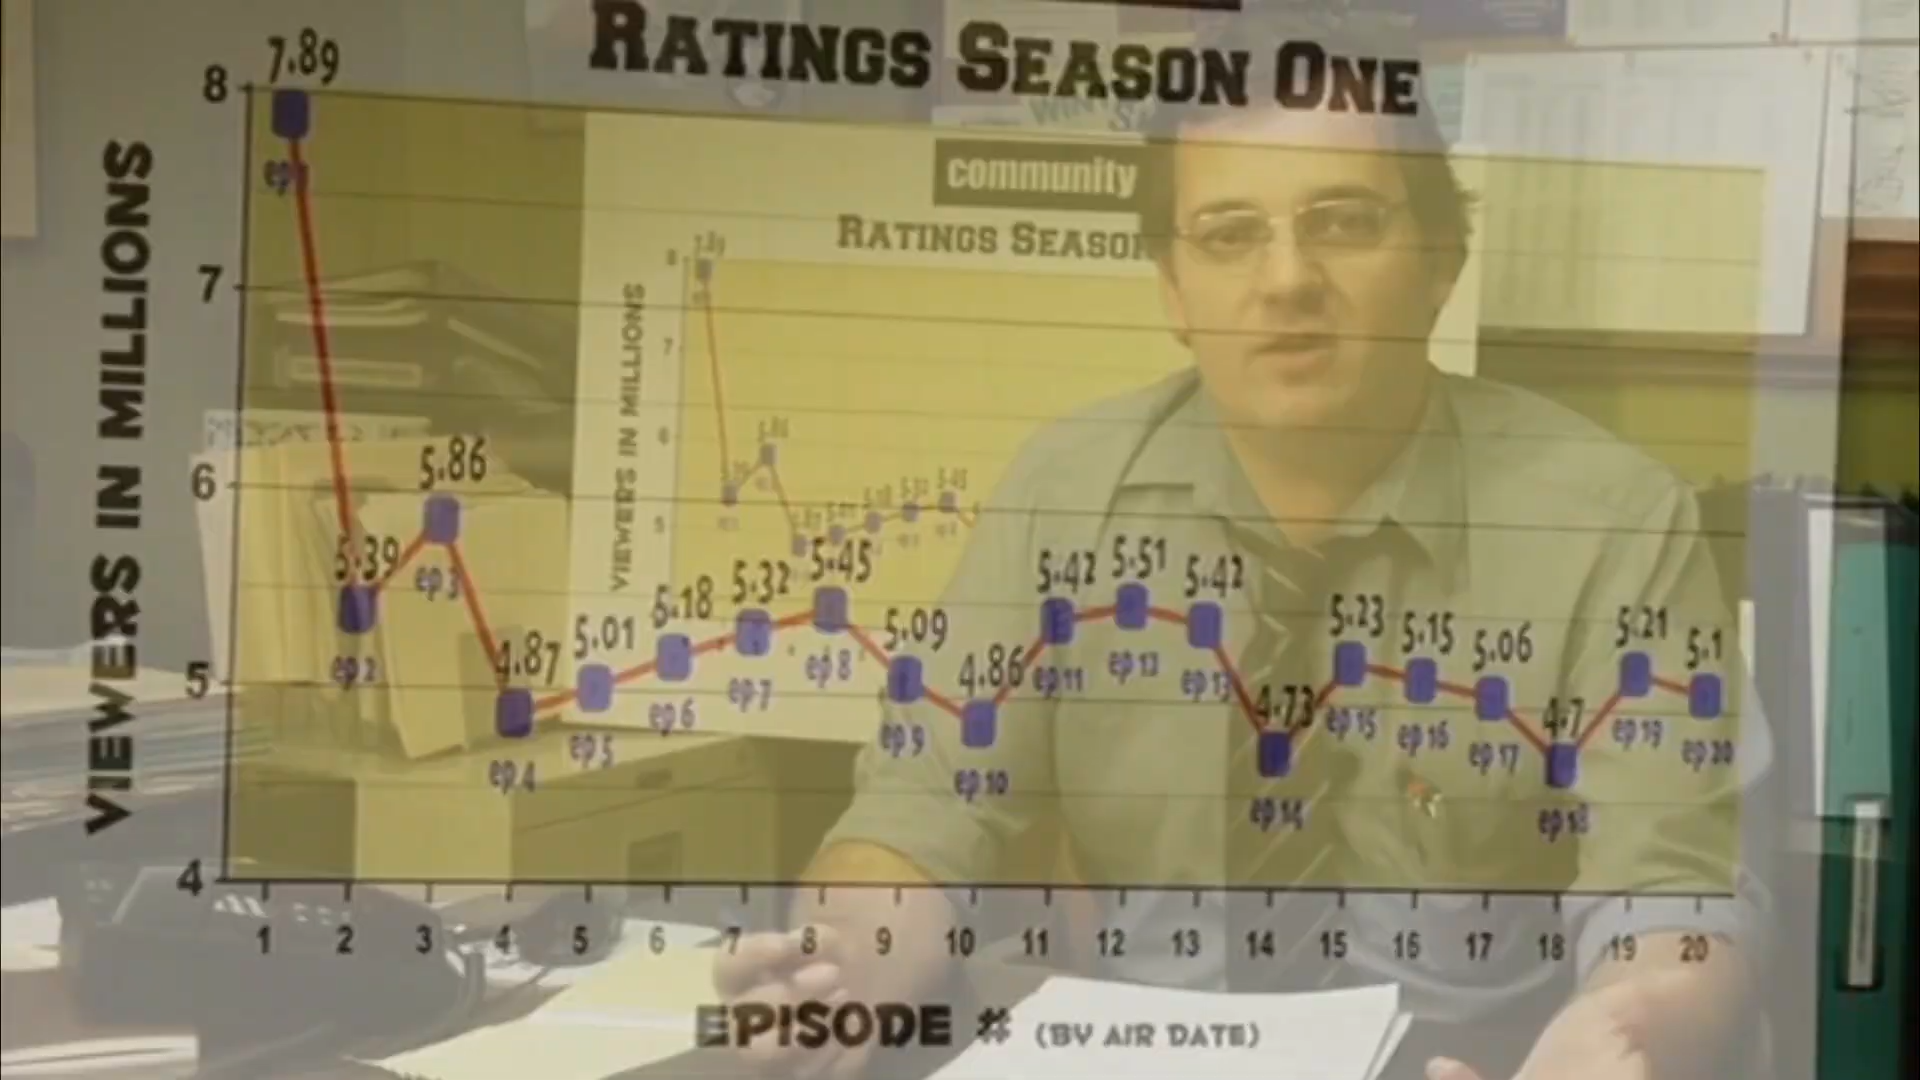 RATINGS SEASON ONE
community
RATINGS SEASON
VIEWERS IN MILLIONS
VIEWERS IN MILLIONS
8
7
6
5
4
7.89
5.39
5.86
4.87
5.01
5.18
5.32
5.45
5.09
4.86
5.42
5.51
5.42
4.73
5.23
5.15
5.06
4.7
5.21
5.1
ep 2
ep 3
ep 4
ep 5
ep 6
ep 7
ep 8
ep 9
ep 10
ep 11
ep 12
ep 13
ep 14
ep 15
ep 16
ep 17
ep 18
ep 19
ep 20
1 2 3 4 5 6 7 8 9 10 11 12 13 14 15 16 17 18 19 20
EPISODE # (BY AIR DATE)